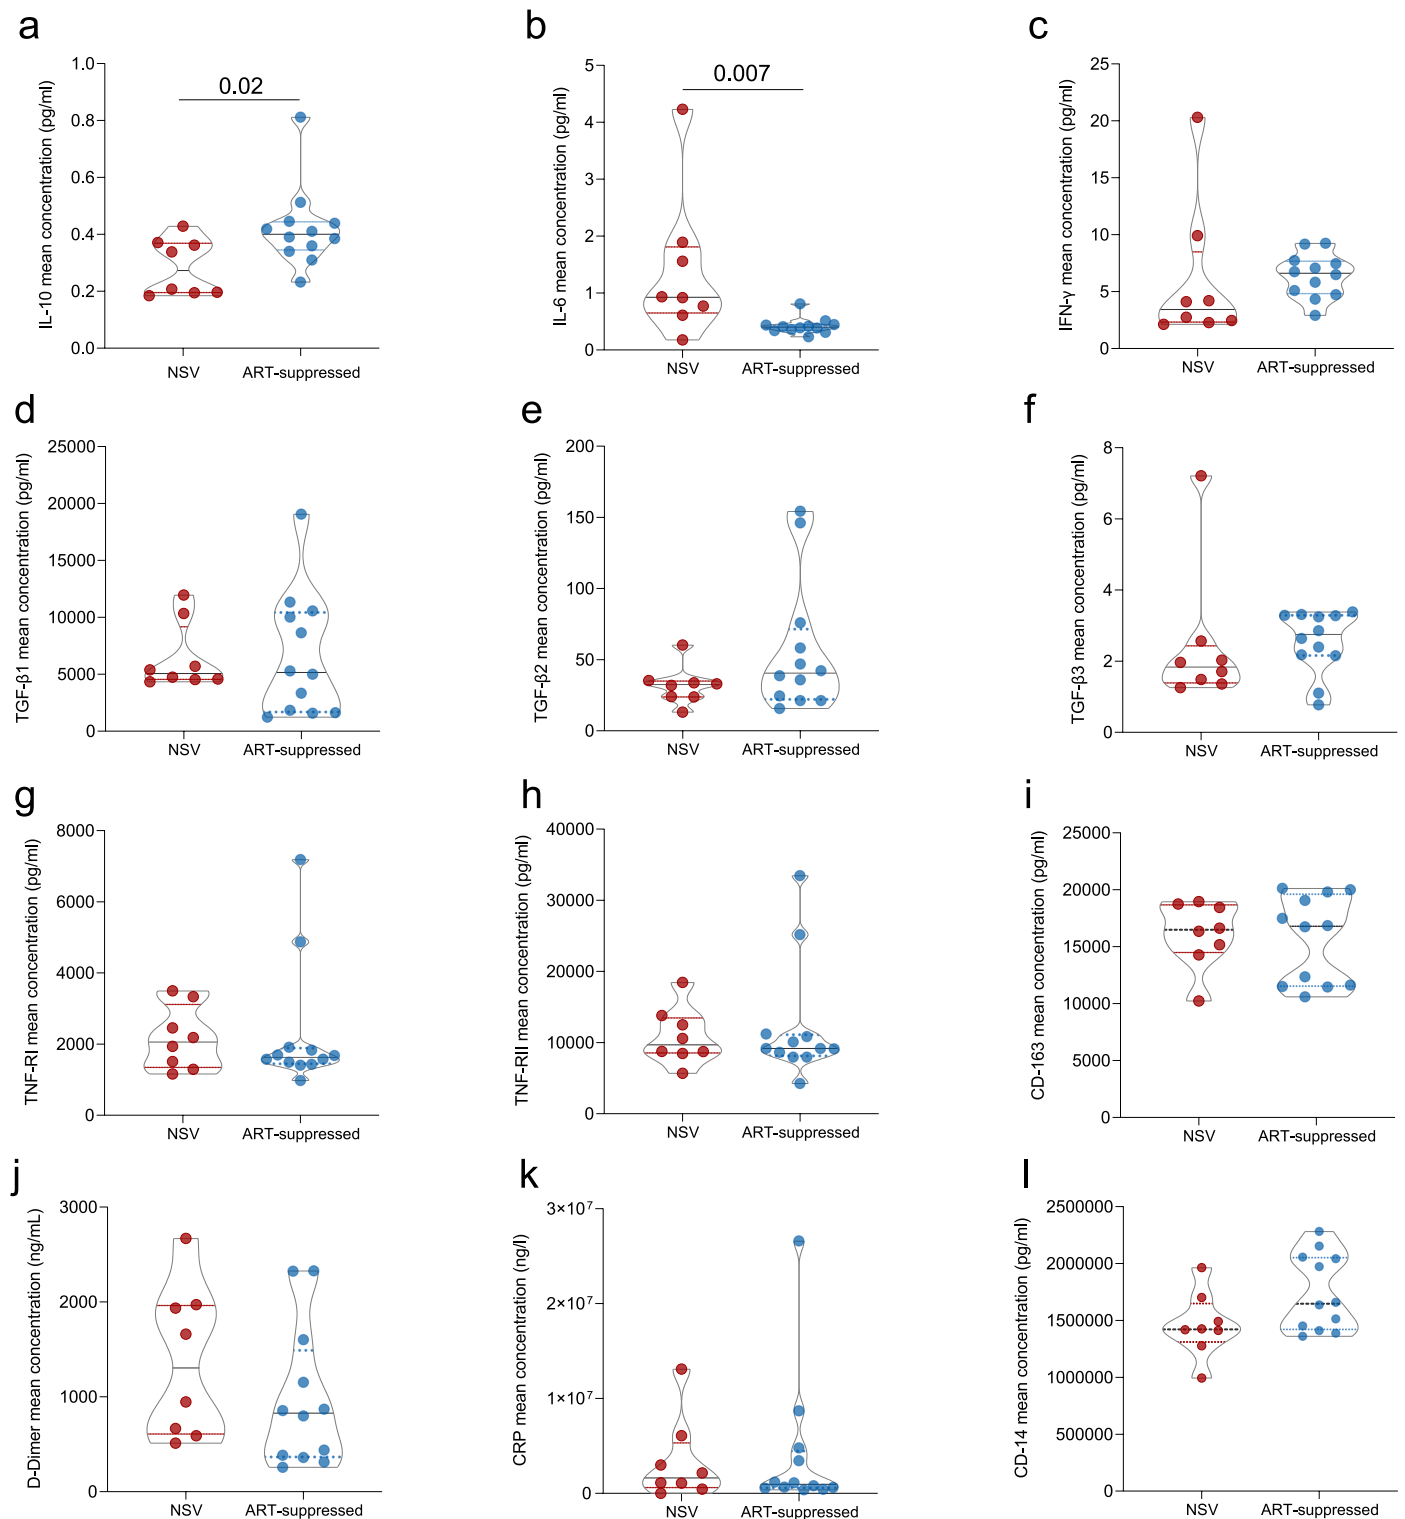 a
IL-10 mean concentration (pg/ml)
1.0
0.8
0.6
0.4
0.2
0.0
0.02
NSV
ART-suppressed
b
IL-6 mean concentration (pg/ml)
5
4
3
2
1
0
0.007
NSV
ART-suppressed
c
IFN-γ mean concentration (pg/ml)
25
20
15
10
5
0
NSV
ART-suppressed
d
TGF-β1 mean concentration (pg/ml)
25000
20000
15000
10000
5000
0
NSV
ART-suppressed
e
TGF-β2 mean concentration (pg/ml)
200
150
100
50
0
NSV
ART-suppressed
f
TGF-β3 mean concentration (pg/ml)
8
6
4
2
0
NSV
ART-suppressed
g
TNF-RI mean concentration (pg/ml)
8000
6000
4000
2000
0
NSV
ART-suppressed
h
TNF-RII mean concentration (pg/ml)
40000
30000
20000
10000
0
NSV
ART-suppressed
i
CD-163 mean concentration (pg/ml)
25000
20000
15000
10000
5000
0
NSV
ART-suppressed
j
D-Dimer mean concentration (ng/mL)
3000
2000
1000
0
NSV
ART-suppressed
k
CRP mean concentration (ng/l)
3×10⁷
2×10⁷
1×10⁷
0
NSV
ART-suppressed
l
CD-14 mean concentration (pg/ml)
2500000
2000000
1500000
1000000
500000
0
NSV
ART-suppressed